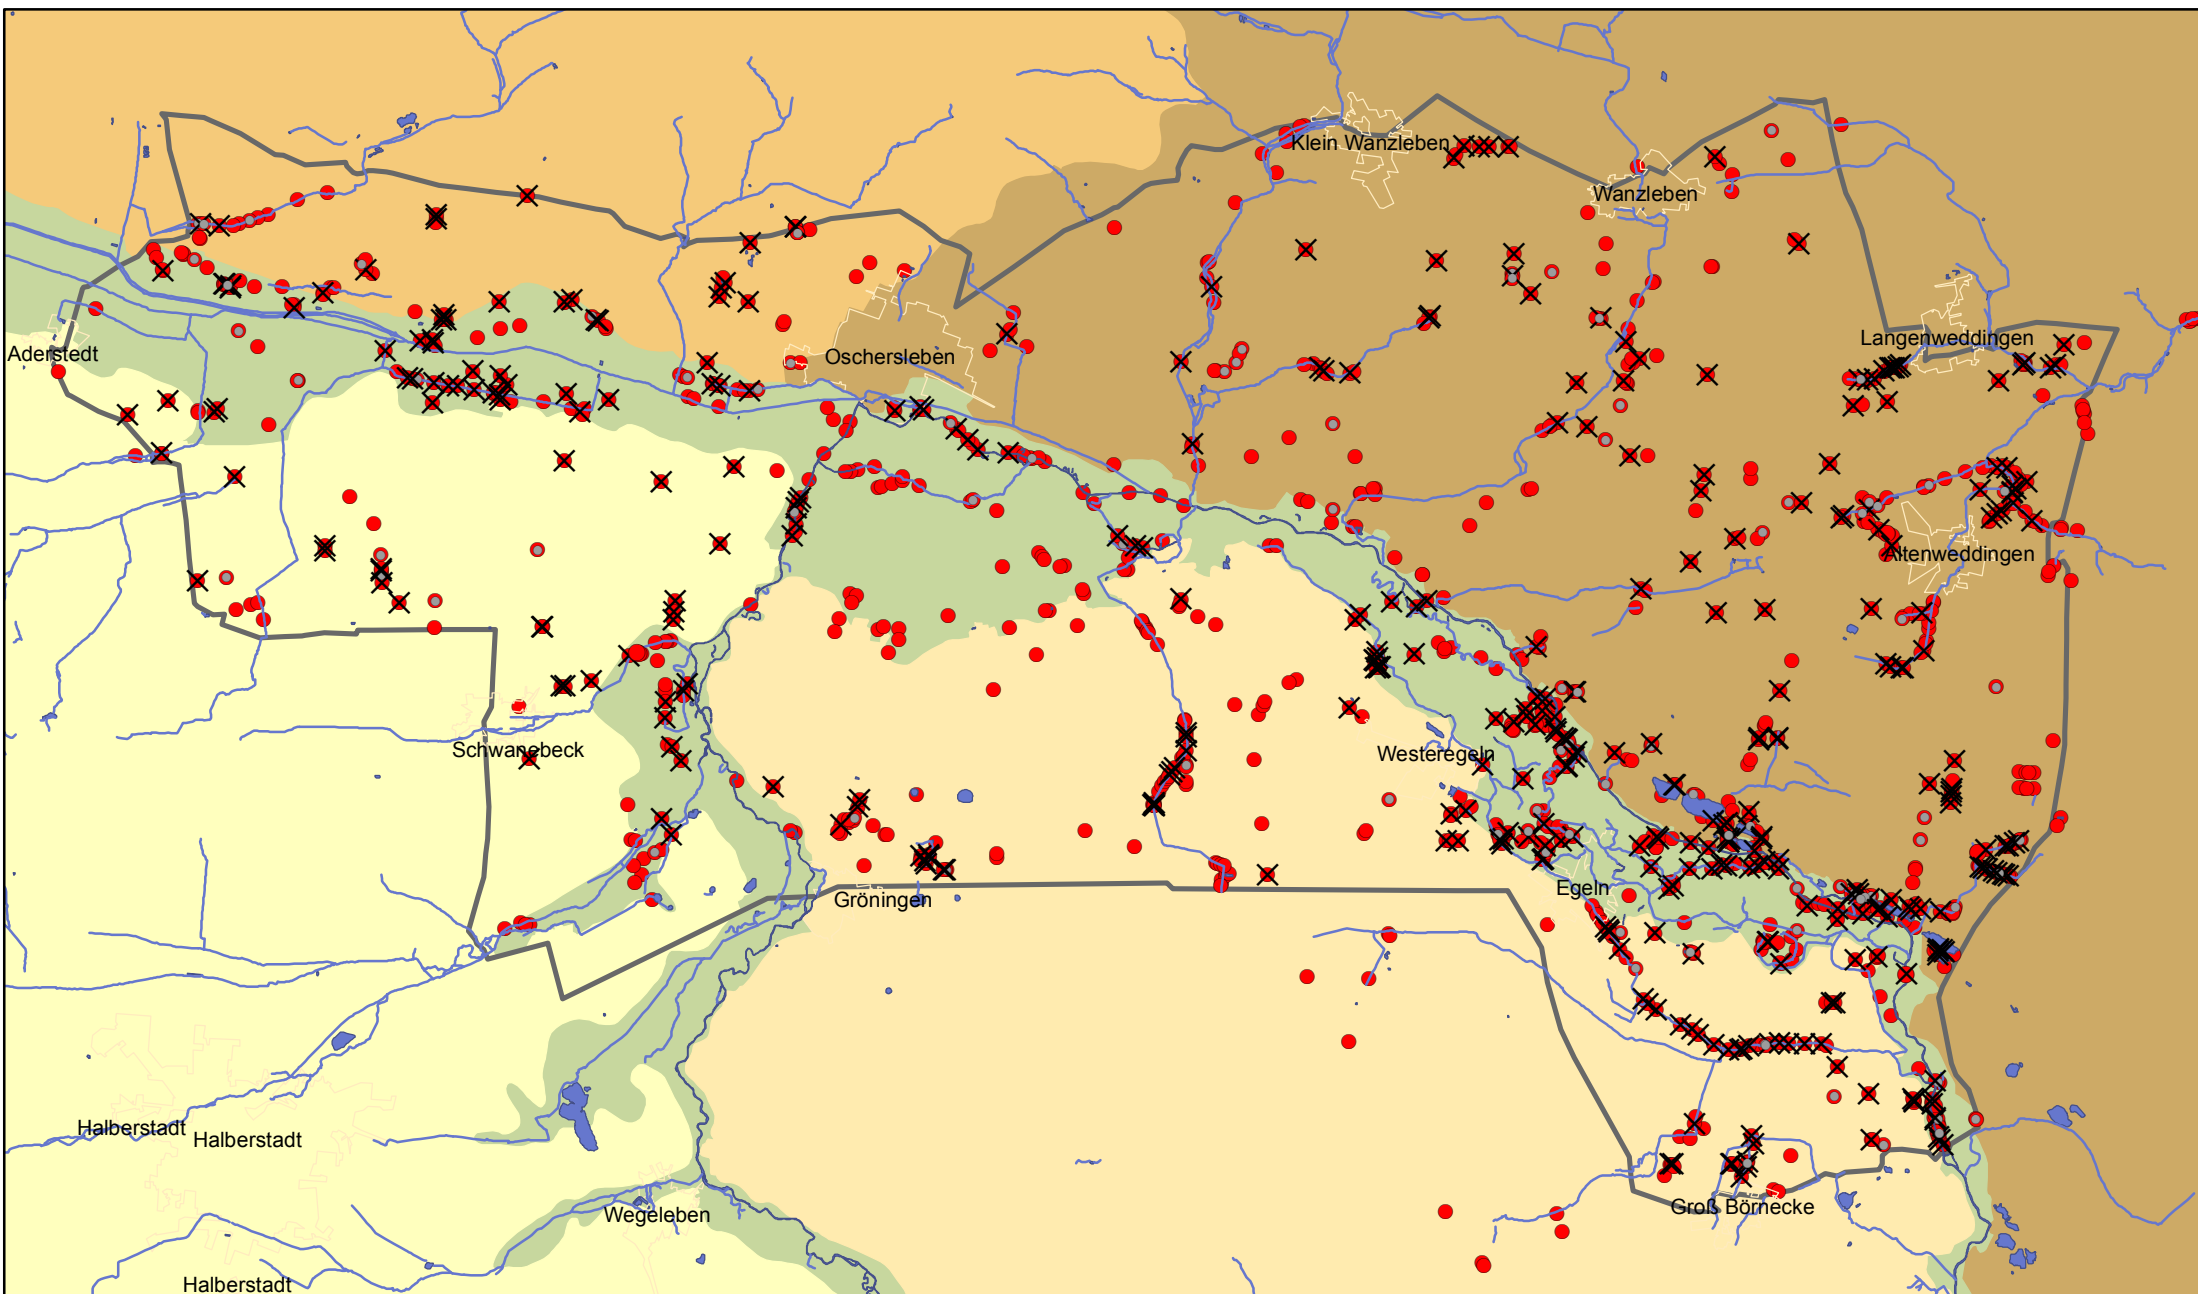 Klein Wanzleben
Wanzleben
Langenweddingen
Aderstedt
Oschersleben
Altenweddingen
Schwanebeck
Westeregeln
Egeln
Gröningen
Halberstadt
Halberstadt
Groß Börnecke
Wegeleben
Halberstadt